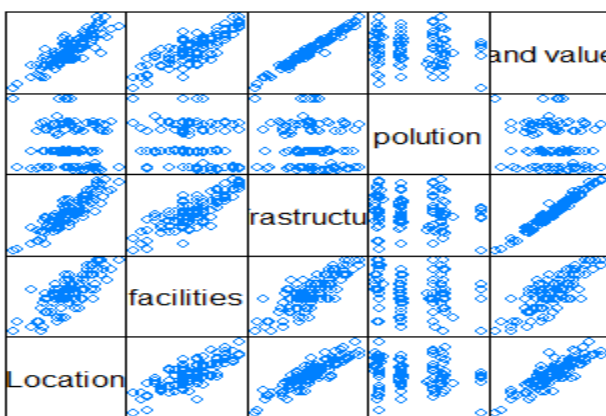 and value
polution
rastructu
facilities
Location